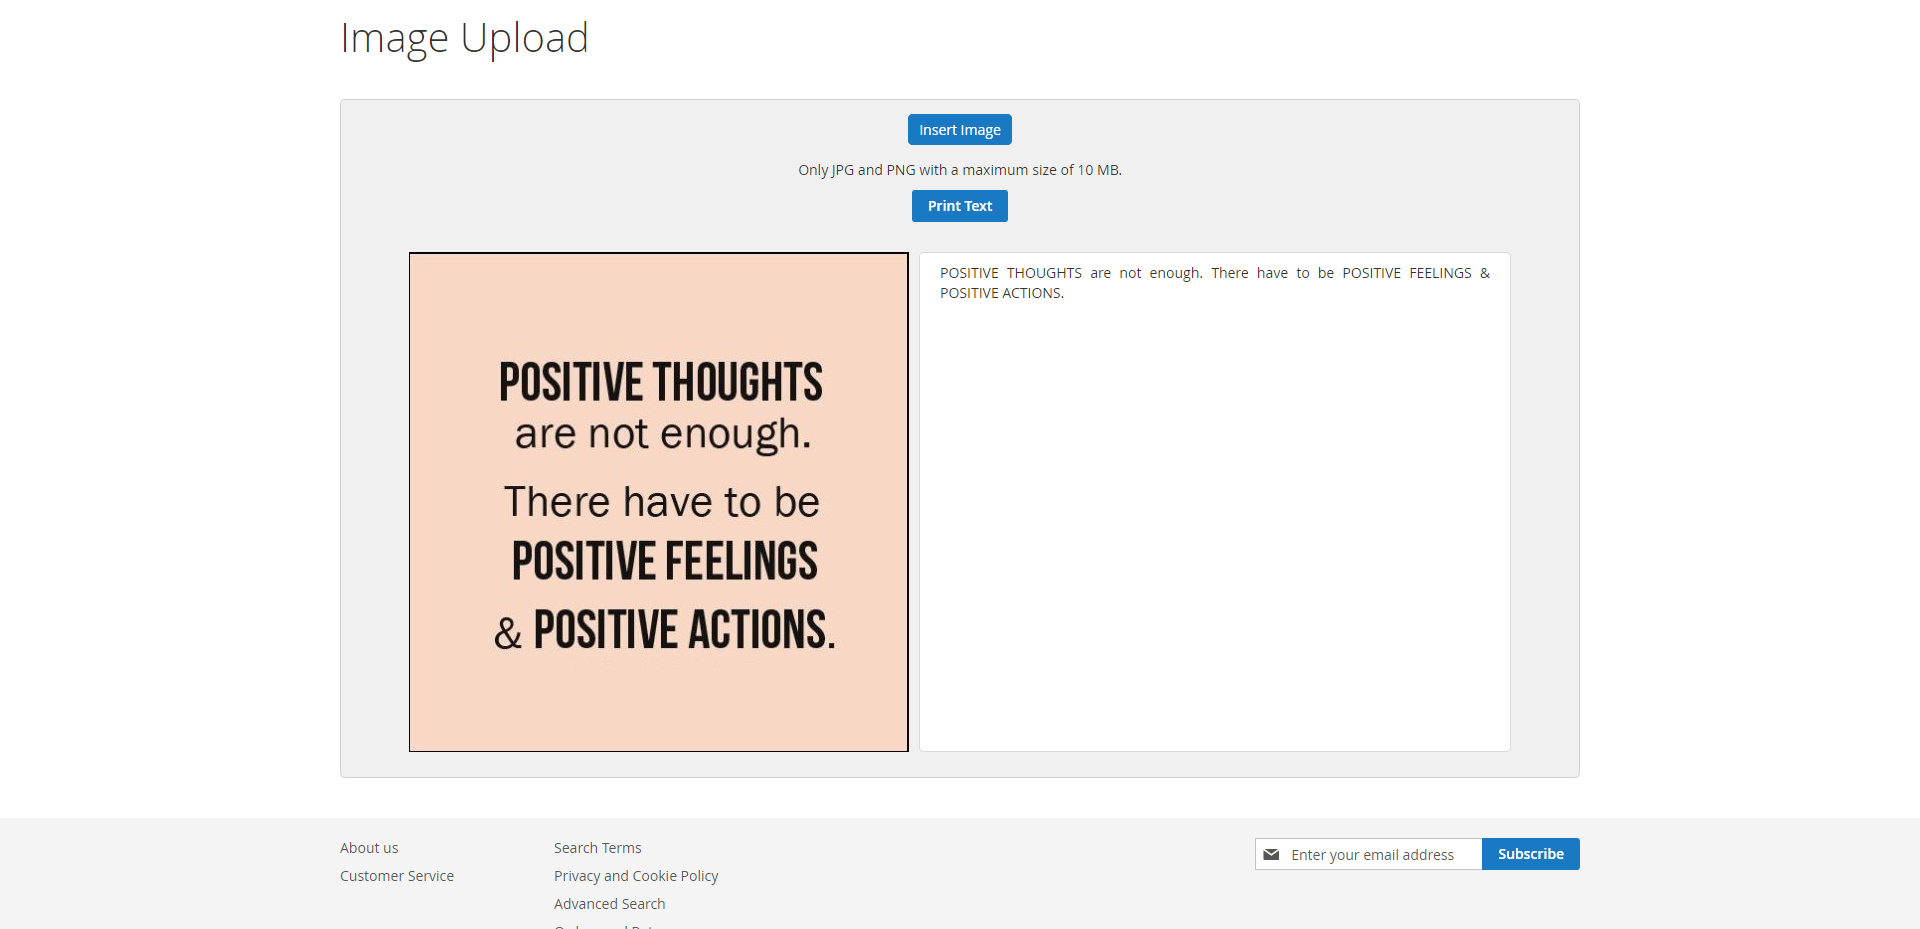 Image Upload
Insert Image
Only JPG and PNG with a maximum size of 10 MB.
Print Text
POSITIVE THOUGHTS
are not enough.
There have to be
POSITIVE FEELINGS
& POSITIVE ACTIONS.
POSITIVE THOUGHTS are not enough. There have to be POSITIVE FEELINGS &
POSITIVE ACTIONS.
About us
Customer Service
Search Terms
Privacy and Cookie Policy
Advanced Search
Enter your email address
Subscribe